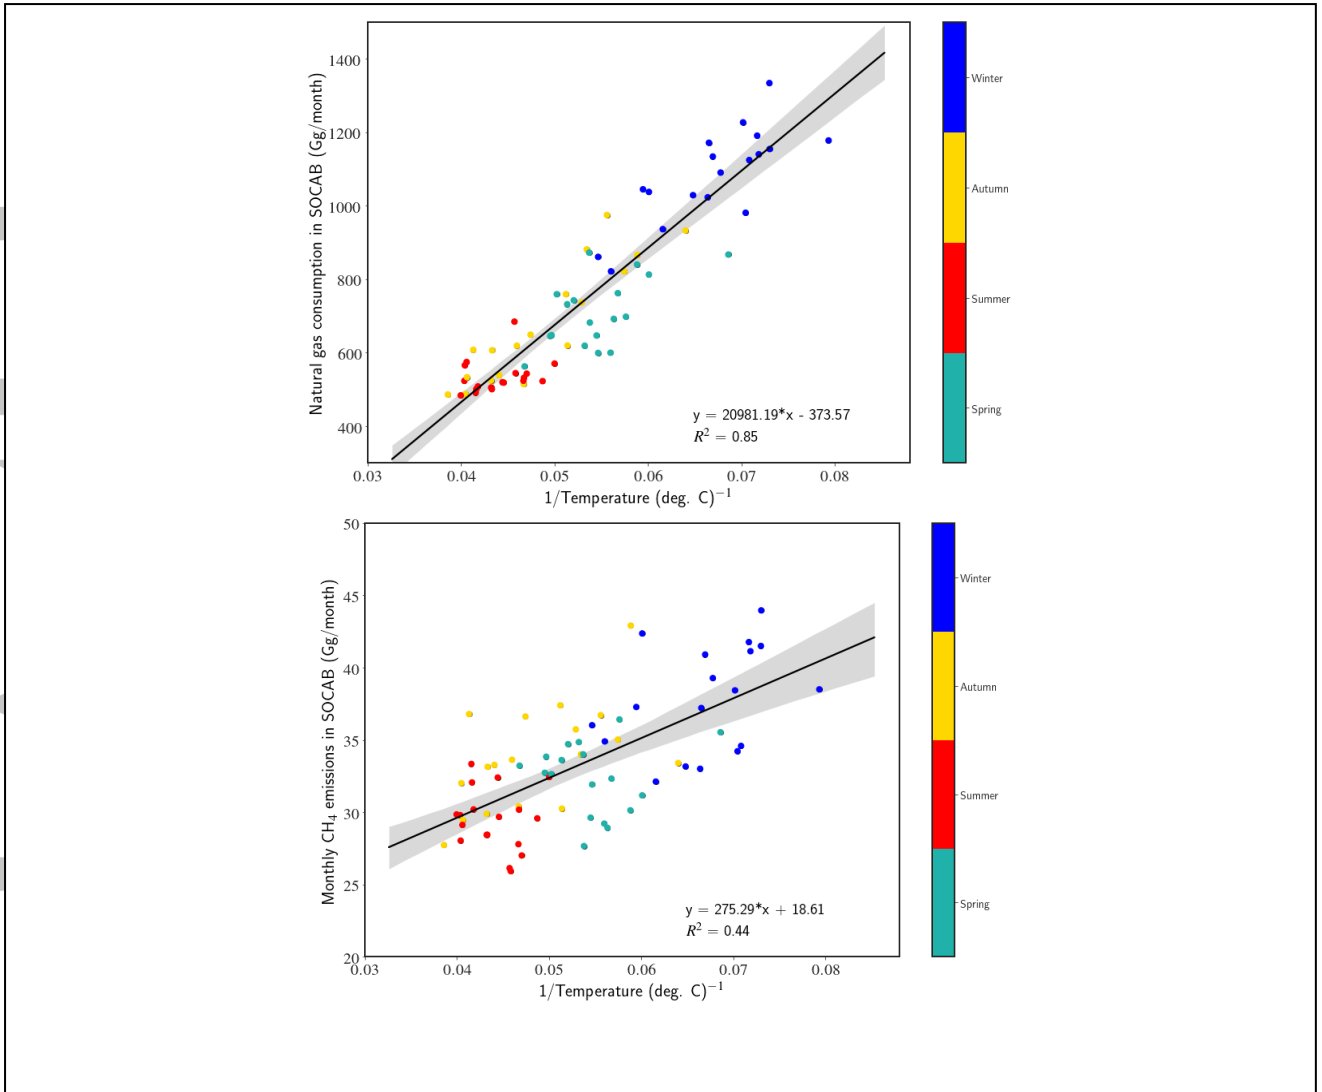 Natural gas consumption in SOCAB (Gg/month)
1400
1200
1000
800
600
400
y = 20981.19*x - 373.57
R² = 0.85
0.03 0.04 0.05 0.06 0.07 0.08
1/Temperature (deg. C)⁻¹
Winter
Autumn
Summer
Spring
Monthly CH₄ emissions in SOCAB (Gg/month)
50
45
40
35
30
25
20
y = 275.29*x + 18.61
R² = 0.44
0.03 0.04 0.05 0.06 0.07 0.08
1/Temperature (deg. C)⁻¹
Winter
Autumn
Summer
Spring